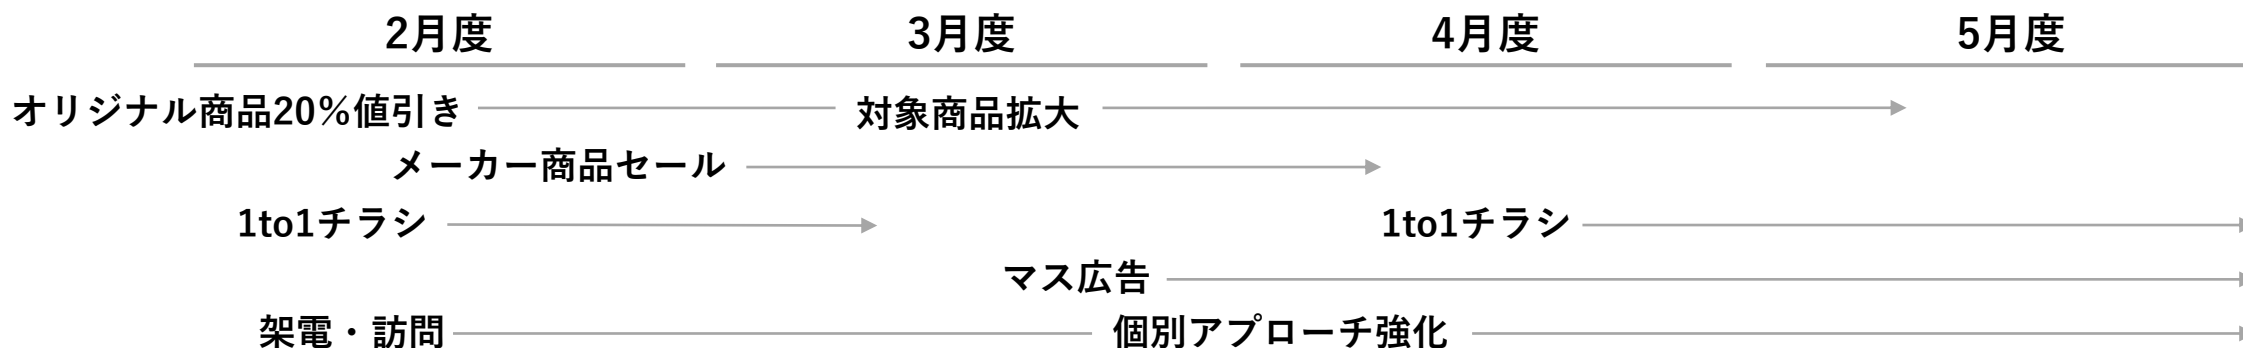 2月度 3月度 4月度 5月度
オリジナル商品20%値引き 対象商品拡大
メーカー商品セール
1to1チラシ 1to1チラシ
マス広告
架電・訪問 個別アプローチ強化